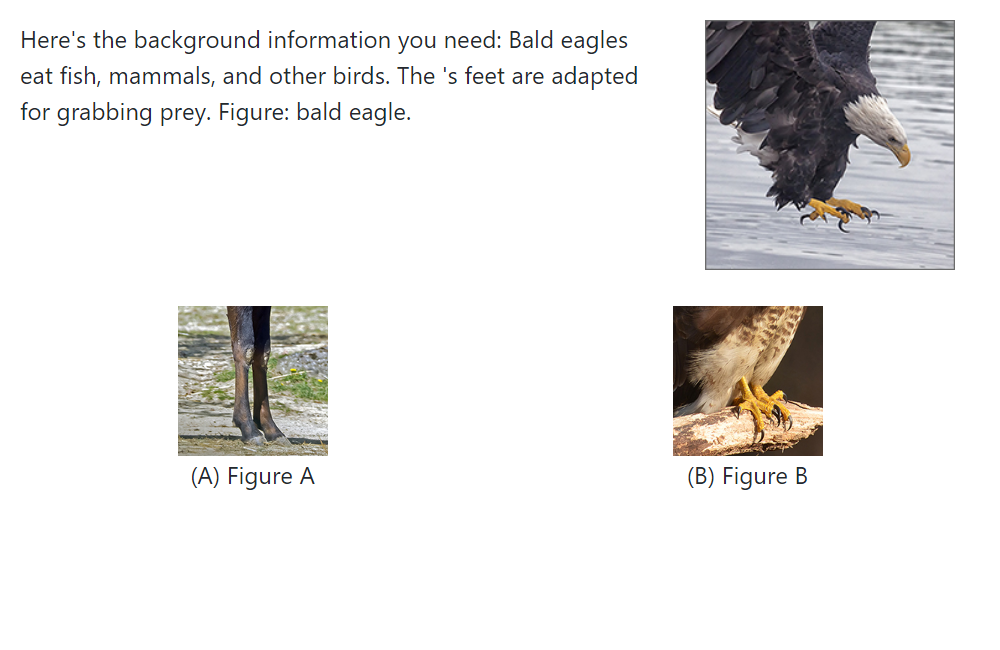 Here's the background information you need: Bald eagles
eat fish, mammals, and other birds. The 's feet are adapted
for grabbing prey. Figure: bald eagle.
(A) Figure A
(B) Figure B